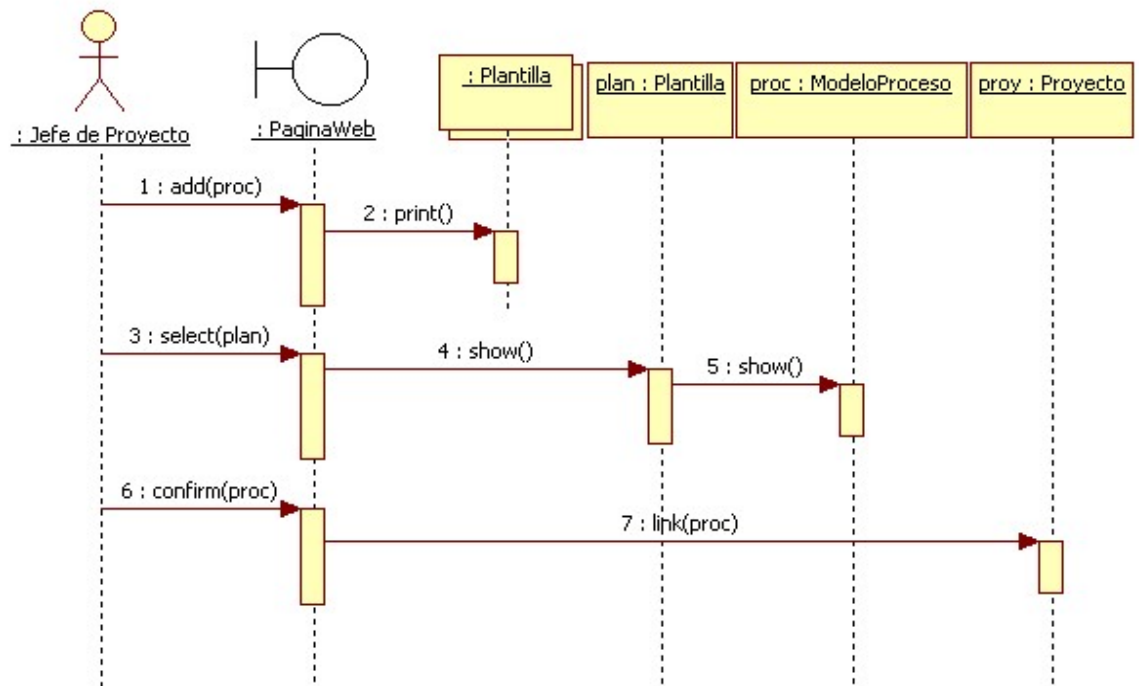 : Jefe de Proyecto
: PaginaWeb
: Plantilla
plan : Plantilla
proc : ModeloProceso
proy : Proyecto
1 : add(proc)
2 : print()
3 : select(plan)
4 : show()
5 : show()
6 : confirm(proc)
7 : link(proc)